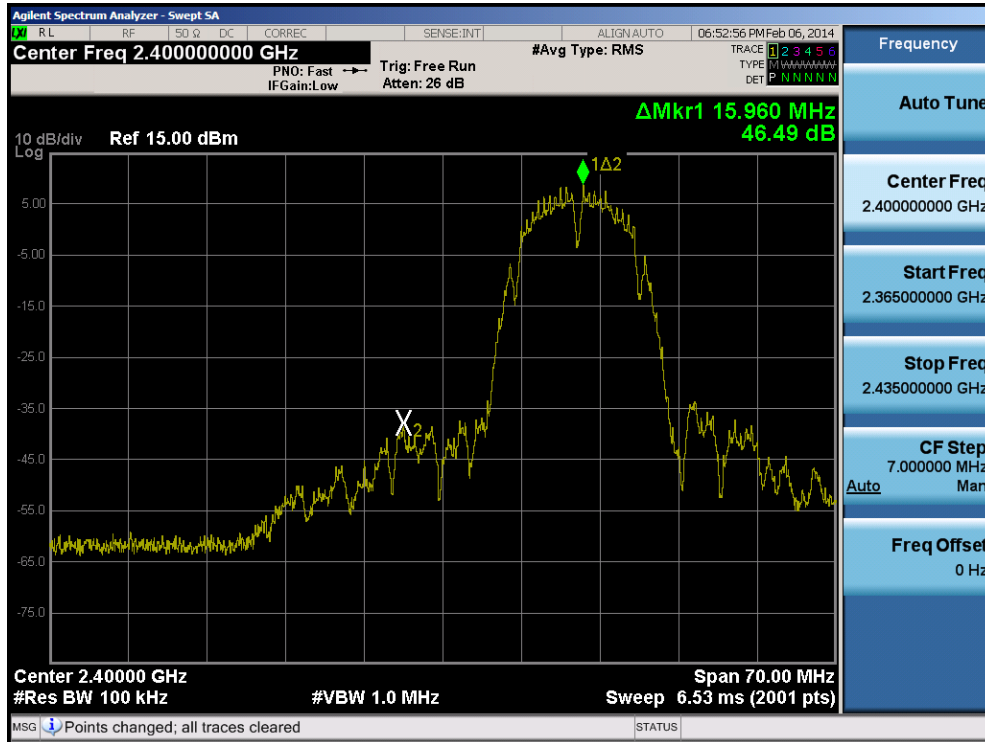 Agilent Spectrum Analyzer - Swept SA
LXI RL RF 50 Ω DC CORREC SENSE:INT ALIGN AUTO 06:52:56 PM Feb 06, 2014
Center Freq 2.400000000 GHz
PNO: Fast
IFGain:Low
Trig: Free Run
Atten: 26 dB
#Avg Type: RMS
TRACE 1 2 3 4 5 6
TYPE MWWWWW
DET P N N N N N
ΔMkr1 15.960 MHz
46.49 dB
10 dB/div Ref 15.00 dBm
Log
1Δ2
5.00
-5.00
-15.0
-25.0
-35.0
X2
-45.0
-55.0
-65.0
-75.0
Center 2.40000 GHz Span 70.00 MHz
#Res BW 100 kHz #VBW 1.0 MHz Sweep 6.53 ms (2001 pts)
MSG Points changed; all traces cleared STATUS
Frequency
Auto Tune
Center Freq
2.400000000 GHz
Start Freq
2.365000000 GHz
Stop Freq
2.435000000 GHz
CF Step
7.000000 MHz
Auto Man
Freq Offset
0 Hz